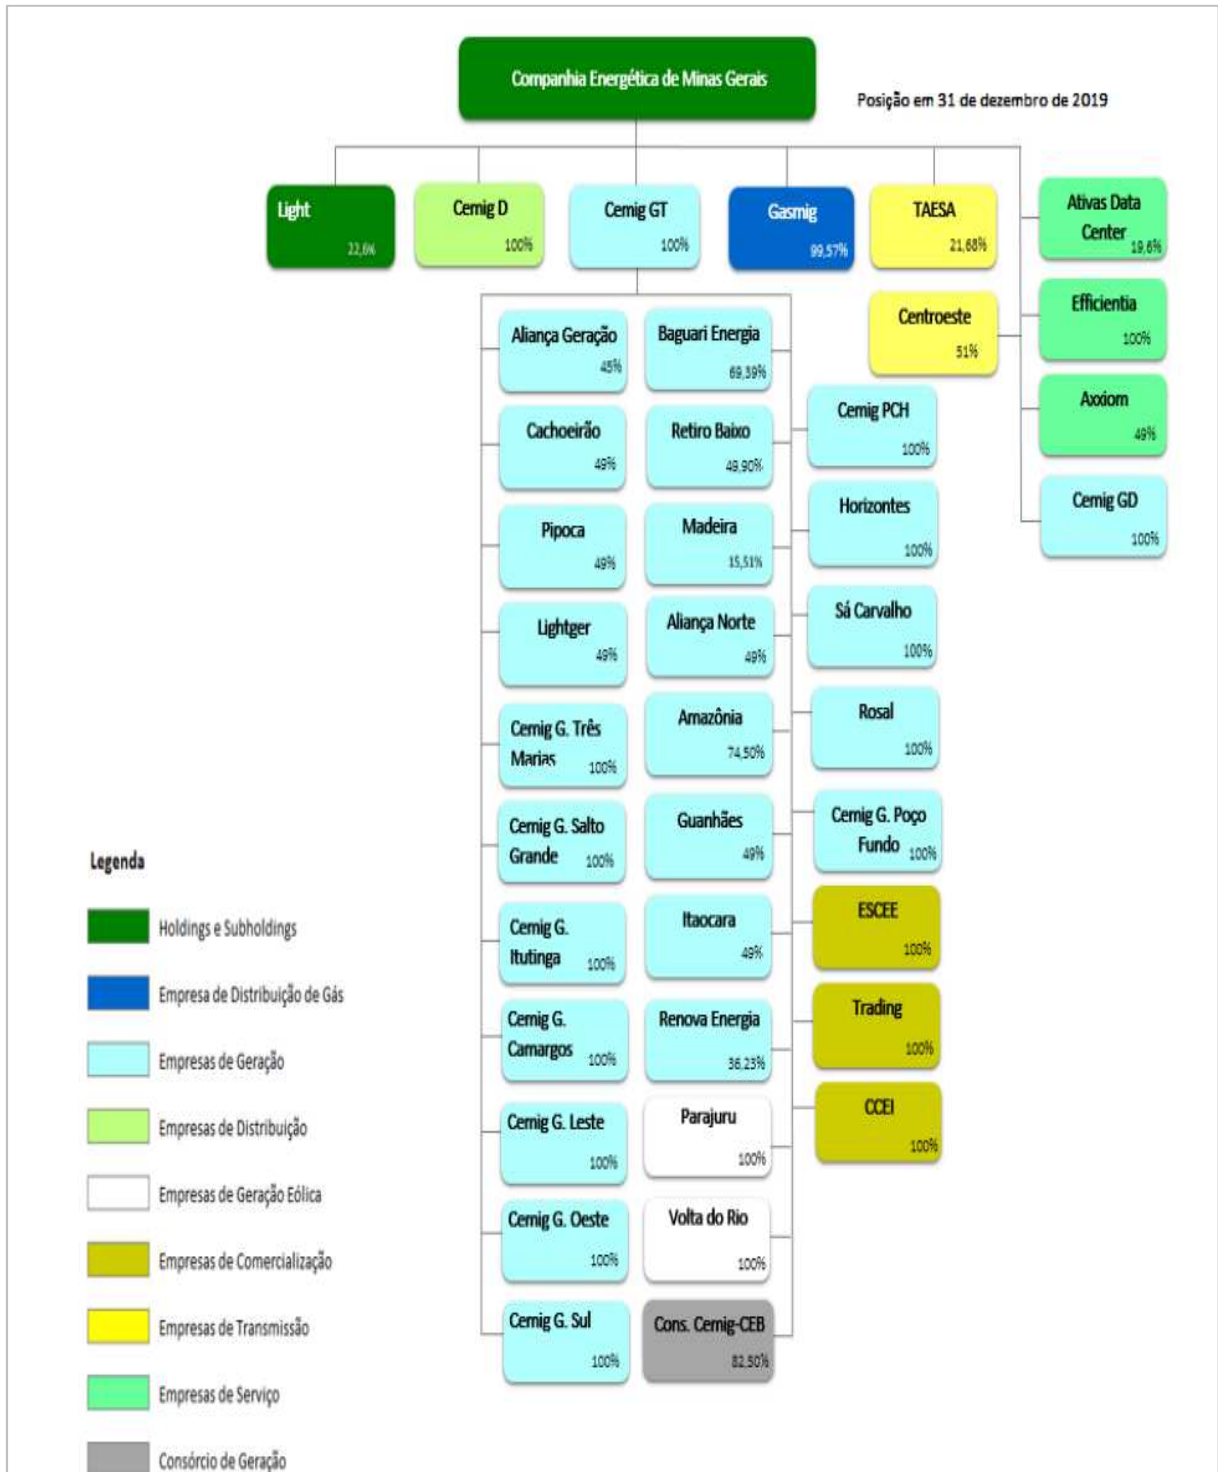 Companhia Energética de Minas Gerais
Posição em 31 de dezembro de 2019
Light
22,6%
Cemig D
100%
Cemig GT
100%
Gasmig
99,57%
TAESA
21,68%
Ativas Data
Center
19,6%
Centroeste
51%
Efficientia
100%
Axxiom
49%
Cemig GD
100%
Aliança Geração
45%
Cachoeirão
49%
Pipoca
49%
Lightger
49%
Cemig G. Três
Marias
100%
Cemig G. Salto
Grande
100%
Cemig G.
Itutinga
100%
Cemig G.
Camargos
100%
Cemig G. Leste
100%
Cemig G. Oeste
100%
Cemig G. Sul
100%
Baguari Energia
69,39%
Retiro Baixo
49,90%
Madeira
15,51%
Aliança Norte
49%
Amazônia
74,50%
Guanhães
49%
Itaocara
49%
Renova Energia
36,23%
Parajuru
100%
Volta do Rio
100%
Cons. Cemig-CEB
82,50%
Cemig PCH
100%
Horizontes
100%
Sá Carvalho
100%
Rosal
100%
Cemig G. Poço
Fundo
100%
ESCEE
100%
Trading
100%
CCEI
100%
Legenda
Holdings e Subholdings
Empresa de Distribuição de Gás
Empresas de Geração
Empresas de Distribuição
Empresas de Geração Eólica
Empresas de Comercialização
Empresas de Transmissão
Empresas de Serviço
Consórcio de Geração